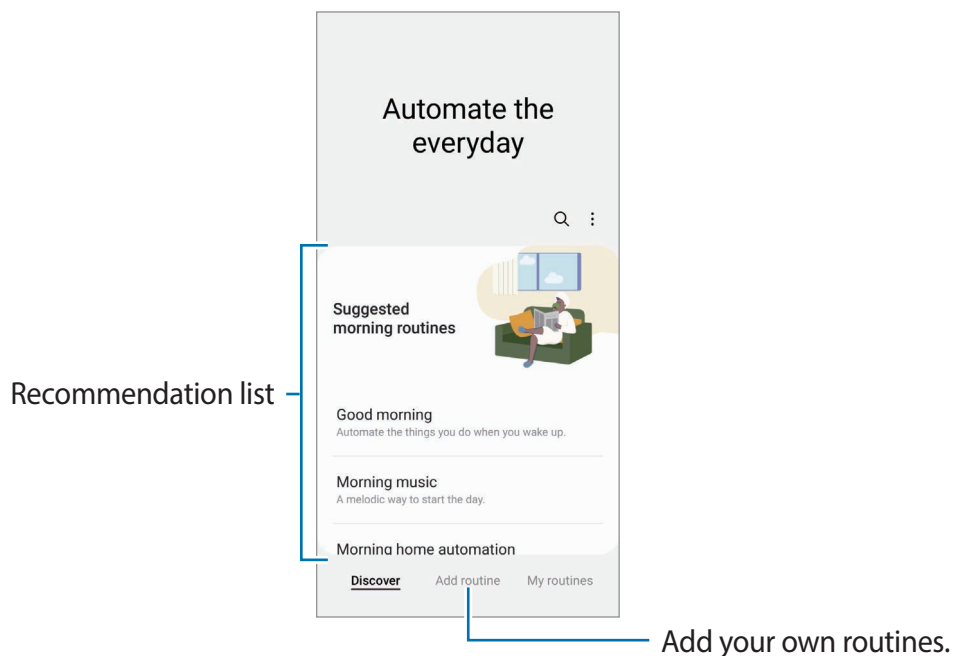 Automate the
everyday
Suggested
morning routines
Recommendation list
Good morning
Automate the things you do when you wake up.
Morning music
A melodic way to start the day.
Morning home automation
Discover Add routine My routines
Add your own routines.